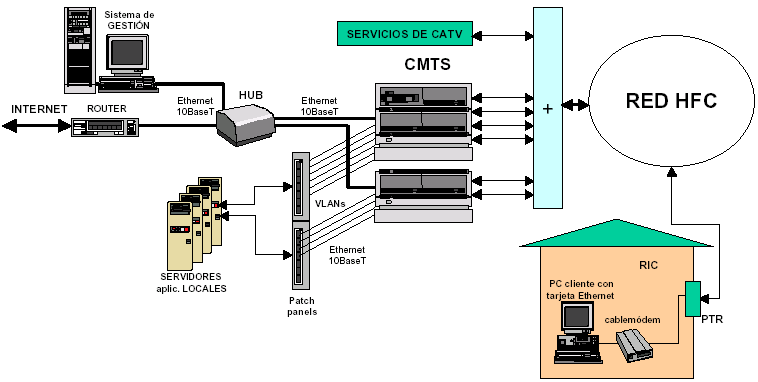 Sistema de
GESTIÓN
SERVICIOS DE CATV
CMTS
HUB
Ethernet
10BaseT
Ethernet
10BaseT
INTERNET
ROUTER
+
RED HFC
VLANs
SERVIDORES
aplic. LOCALES
Ethernet
10BaseT
Patch
panels
RIC
PC cliente con
tarjeta Ethernet
cablemódem
PTR